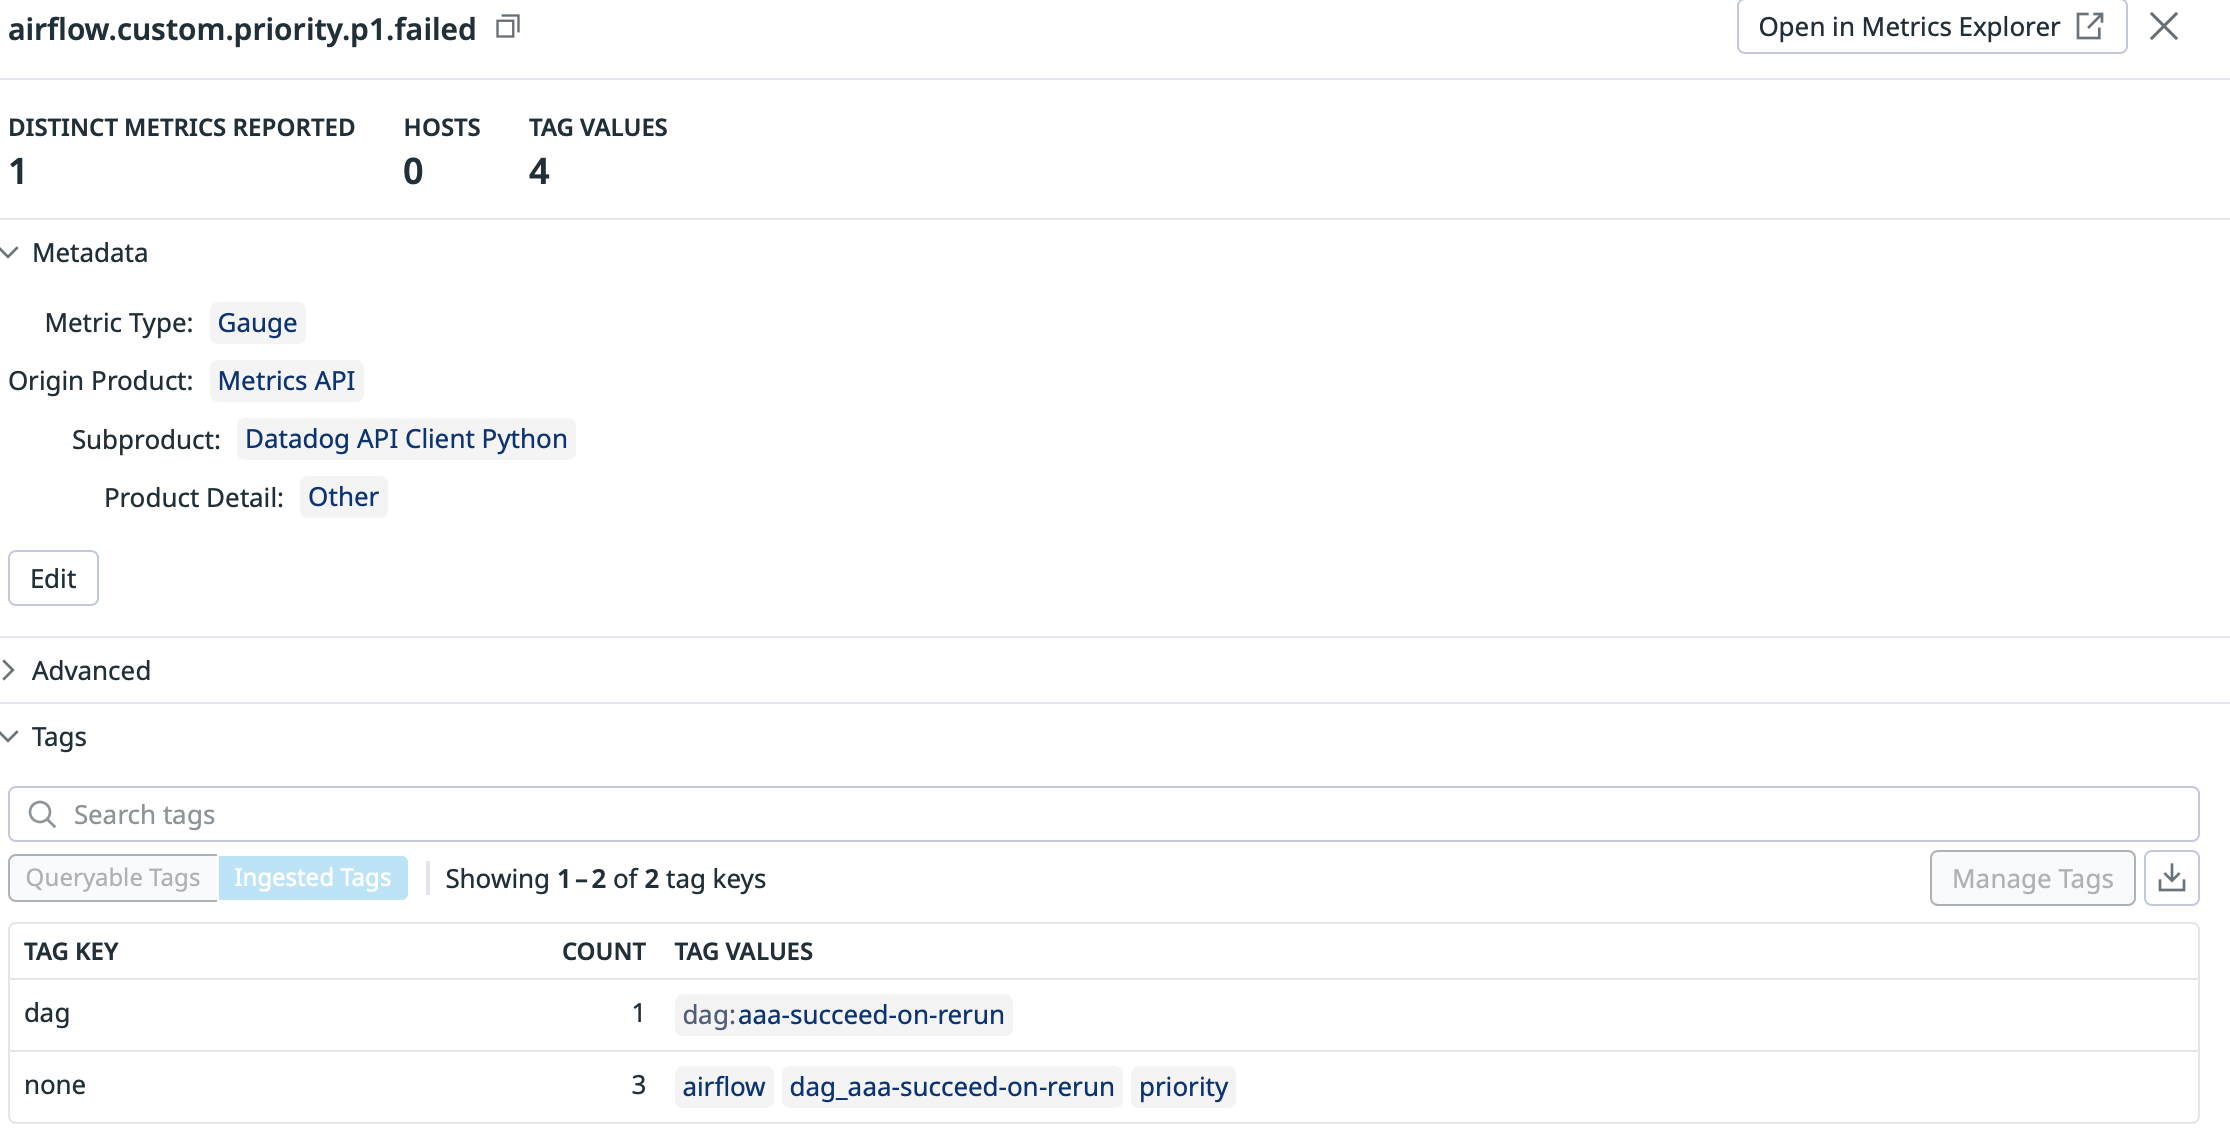 airflow.custom.priority.p1.failed
Open in Metrics Explorer
DISTINCT METRICS REPORTED HOSTS TAG VALUES
1 0 4
Metadata
Metric Type: Gauge
Origin Product: Metrics API
Subproduct: Datadog API Client Python
Product Detail: Other
Edit
Advanced
Tags
Search tags
Queryable Tags Ingested Tags Showing 1–2 of 2 tag keys Manage Tags
TAG KEY COUNT TAG VALUES
dag 1 dag:aaa-succeed-on-rerun
none 3 airflow dag_aaa-succeed-on-rerun priority